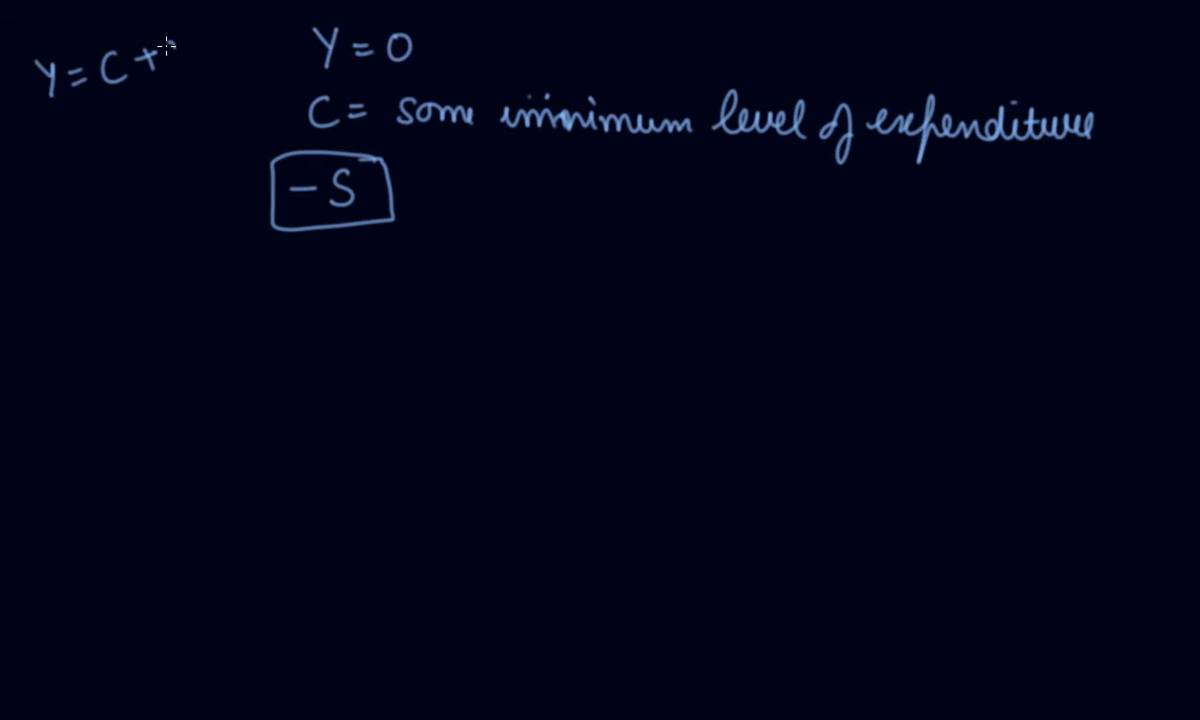 Y = C +
Y = 0
C = some minimum level of expenditure
- S